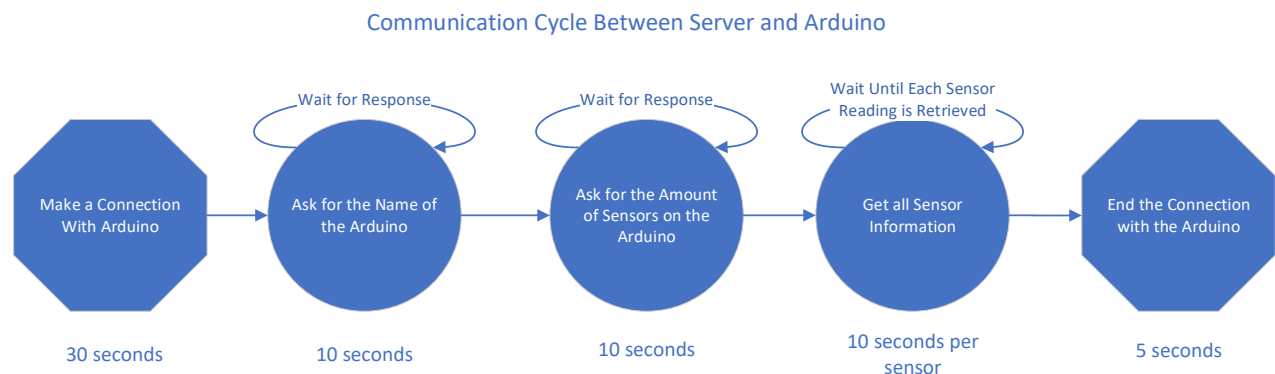 Communication Cycle Between Server and Arduino
Wait for Response
Wait for Response
Wait Until Each Sensor
Reading is Retrieved
Make a Connection
With Arduino
Ask for the Name of
the Arduino
Ask for the Amount
of Sensors on the
Arduino
Get all Sensor
Information
End the Connection
with the Arduino
30 seconds
10 seconds
10 seconds
10 seconds per
sensor
5 seconds